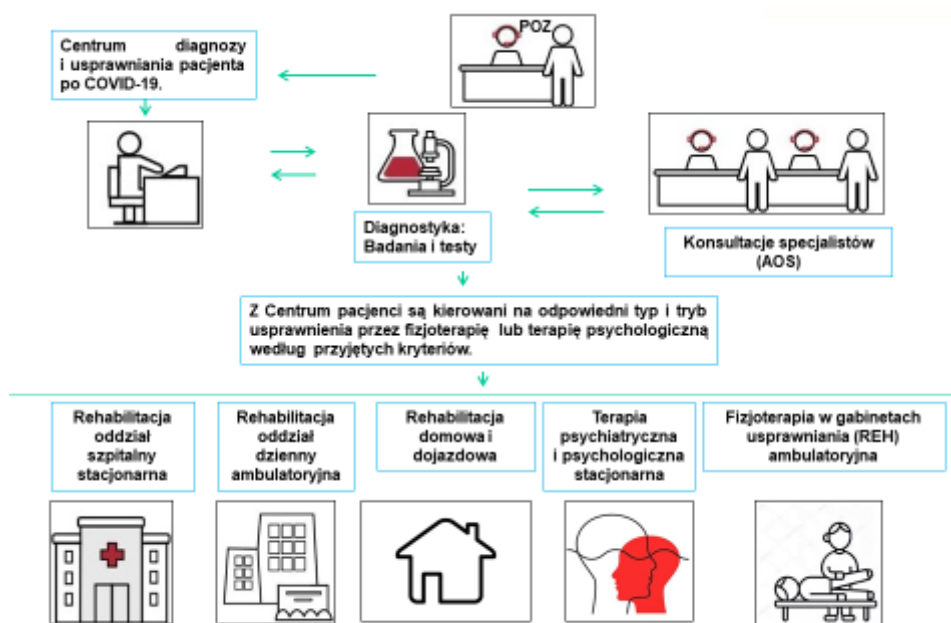 POZ
Centrum diagnozy
i usprawniania pacjenta
po COVID-19.
Diagnostyka:
Badania i testy
Konsultacje specjalistów
(AOS)
Z Centrum pacjenci są kierowani na odpowiedni typ i tryb
usprawnienia przez fizjoterapię lub terapię psychologiczną
według przyjętych kryteriów.
Rehabilitacja
oddział
szpitalny
stacjonarna
Rehabilitacja
oddział
dzienny
ambulatoryjna
Rehabilitacja
domowa i
dojazdowa
Terapia
psychiatryczna
i psychologiczna
stacjonarna
Fizjoterapia w gabinetach
usprawniania (REH)
ambulatoryjna